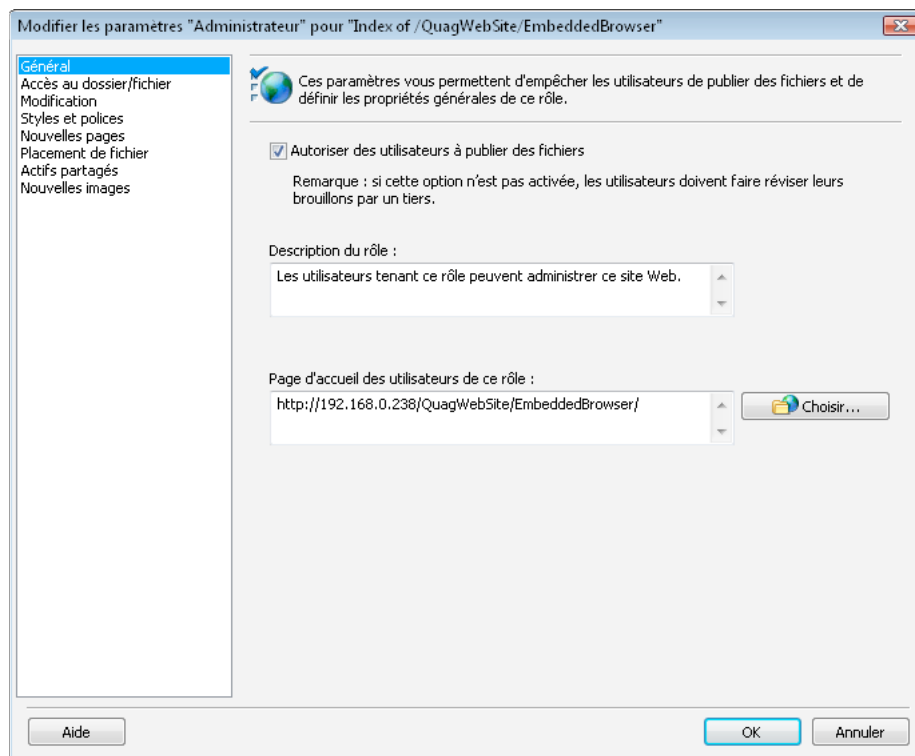 Modifier les paramètres "Administrateur" pour "Index of /QuagWebSite/EmbeddedBrowser"
Général
Accès au dossier/fichier
Modification
Styles et polices
Nouvelles pages
Placement de fichier
Actifs partagés
Nouvelles images
Ces paramètres vous permettent d'empêcher les utilisateurs de publier des fichiers et de
définir les propriétés générales de ce rôle.
Autoriser des utilisateurs à publier des fichiers
Remarque : si cette option n'est pas activée, les utilisateurs doivent faire réviser leurs
brouillons par un tiers.
Description du rôle :
Les utilisateurs tenant ce rôle peuvent administrer ce site Web.
Page d'accueil des utilisateurs de ce rôle :
http://192.168.0.238/QuagWebSite/EmbeddedBrowser/
Choisir...
Aide
OK
Annuler